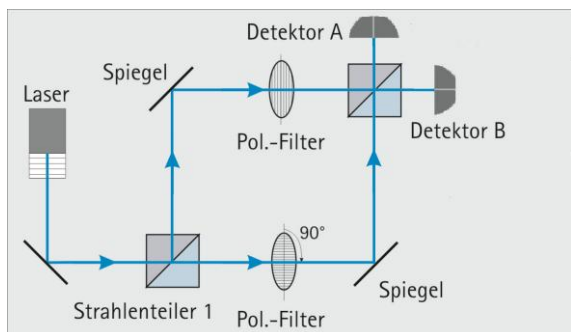 Detektor A
Spiegel
Laser
Detektor B
Pol.-Filter
90°
Strahlenteiler 1
Spiegel
Pol.-Filter